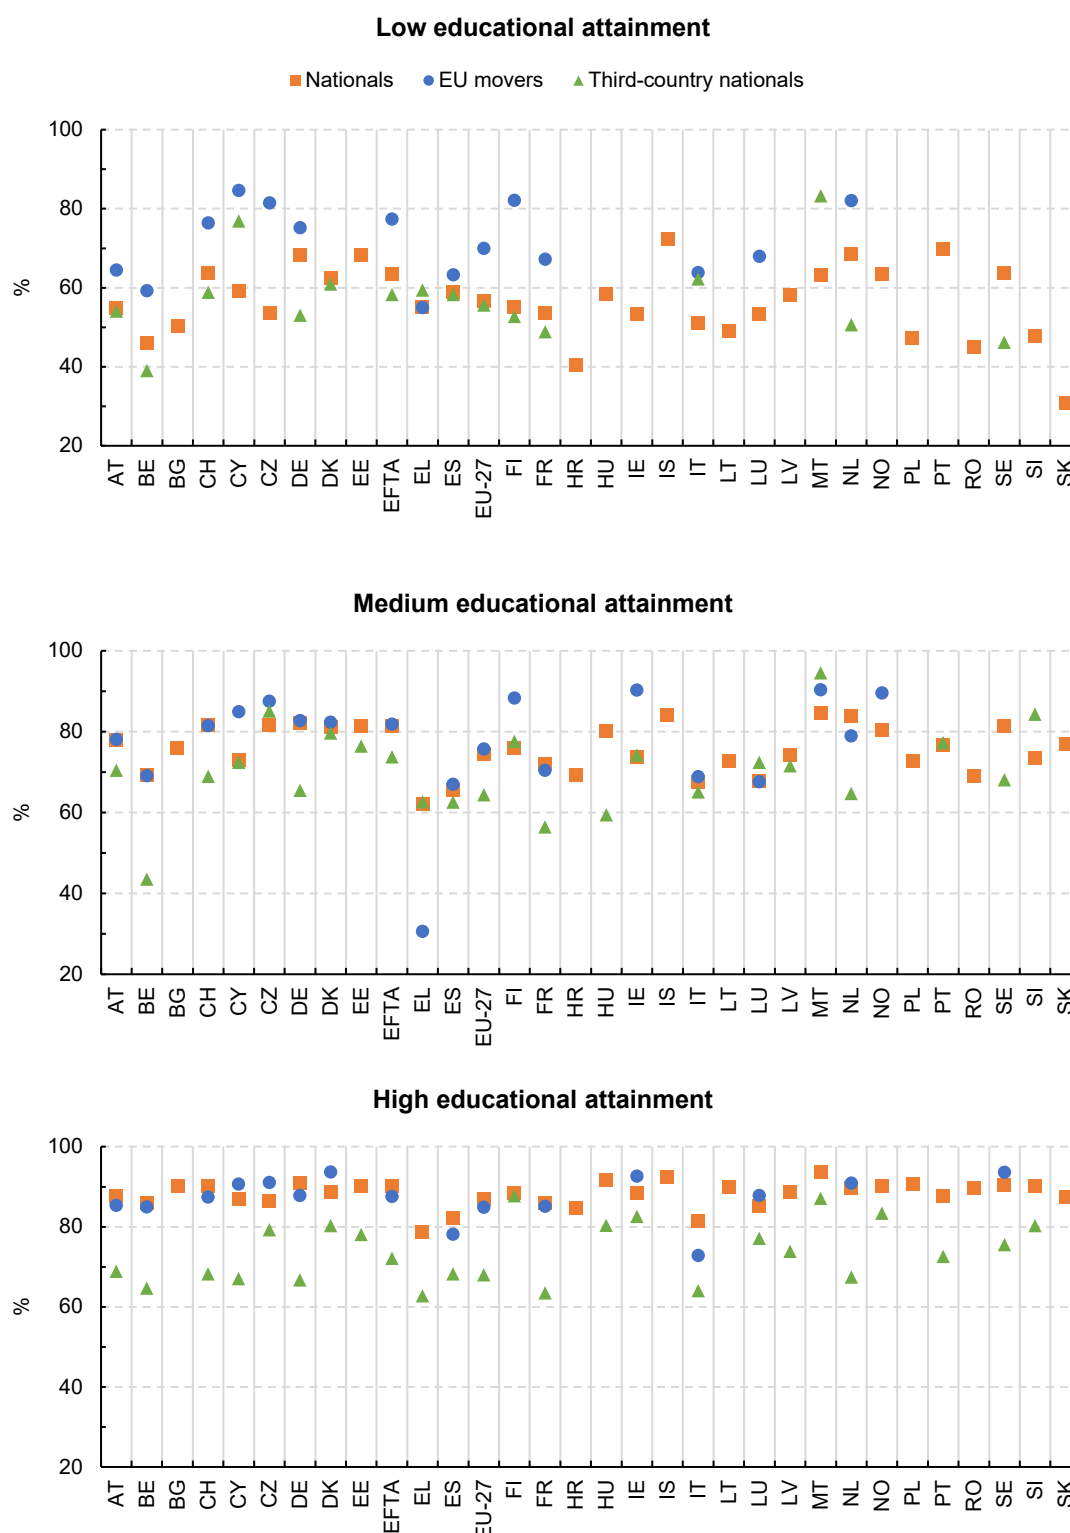 Low educational attainment
Nationals EU movers Third-country nationals
100
80
60
40
20
%
AT BE BG CH CY CZ DE DK EE EFTA EL ES EU-27 FI FR HR HU IE IS IT LT LU LV MT NL NO PL PT RO SE SI SK
Medium educational attainment
100
80
60
40
20
%
AT BE BG CH CY CZ DE DK EE EFTA EL ES EU-27 FI FR HR HU IE IS IT LT LU LV MT NL NO PL PT RO SE SI SK
High educational attainment
100
80
60
40
20
%
AT BE BG CH CY CZ DE DK EE EFTA EL ES EU-27 FI FR HR HU IE IS IT LT LU LV MT NL NO PL PT RO SE SI SK